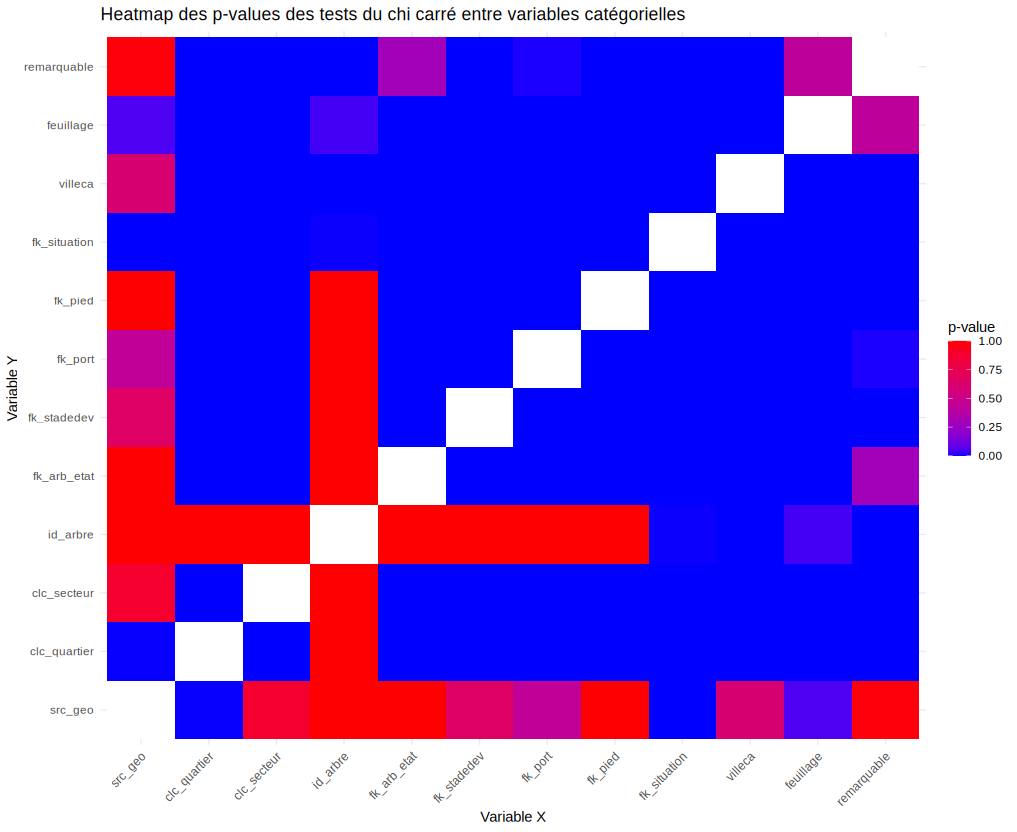 Heatmap des p-values des tests du chi carré entre variables catégorielles
remarquable
feuillage
villeca
fk_situation
fk_pied
fk_port
fk_stadedev
fk_arb_etat
id_arbre
clc_secteur
clc_quartier
src_geo
Variable Y
src_geo
clc_quartier
clc_secteur
id_arbre
fk_arb_etat
fk_stadedev
fk_port
fk_pied
fk_situation
villeca
feuillage
remarquable
Variable X
p-value
1.00
0.75
0.50
0.25
0.00